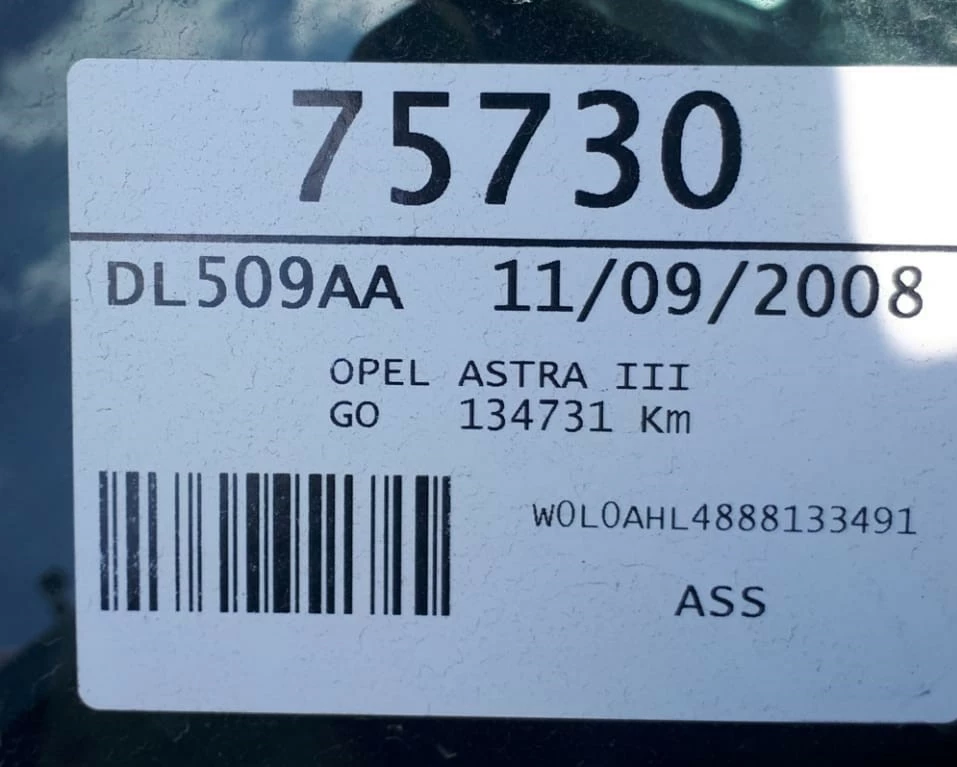 75730
DL509AA 11/09/2008
OPEL ASTRA III
GO 134731 Km
W0L0AHL4888133491
ASS